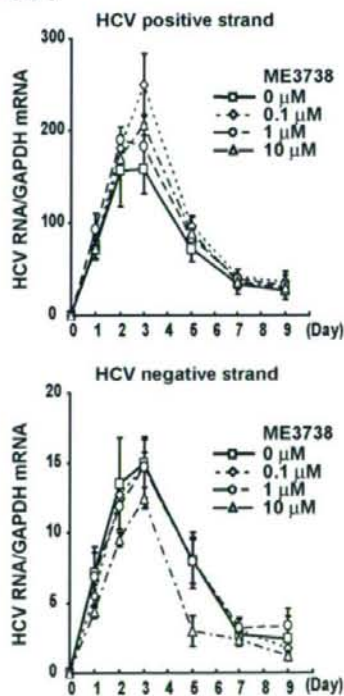 HCV positive strand
300
200
100
0
HCV RNA/GAPDH mRNA
ME3738
0 µM
0.1 µM
1 µM
10 µM
0 1 2 3 4 5 6 7 8 9 (Day)
HCV negative strand
20
15
10
5
0
HCV RNA/GAPDH mRNA
ME3738
0 µM
0.1 µM
1 µM
10 µM
0 1 2 3 4 5 6 7 8 9 (Day)